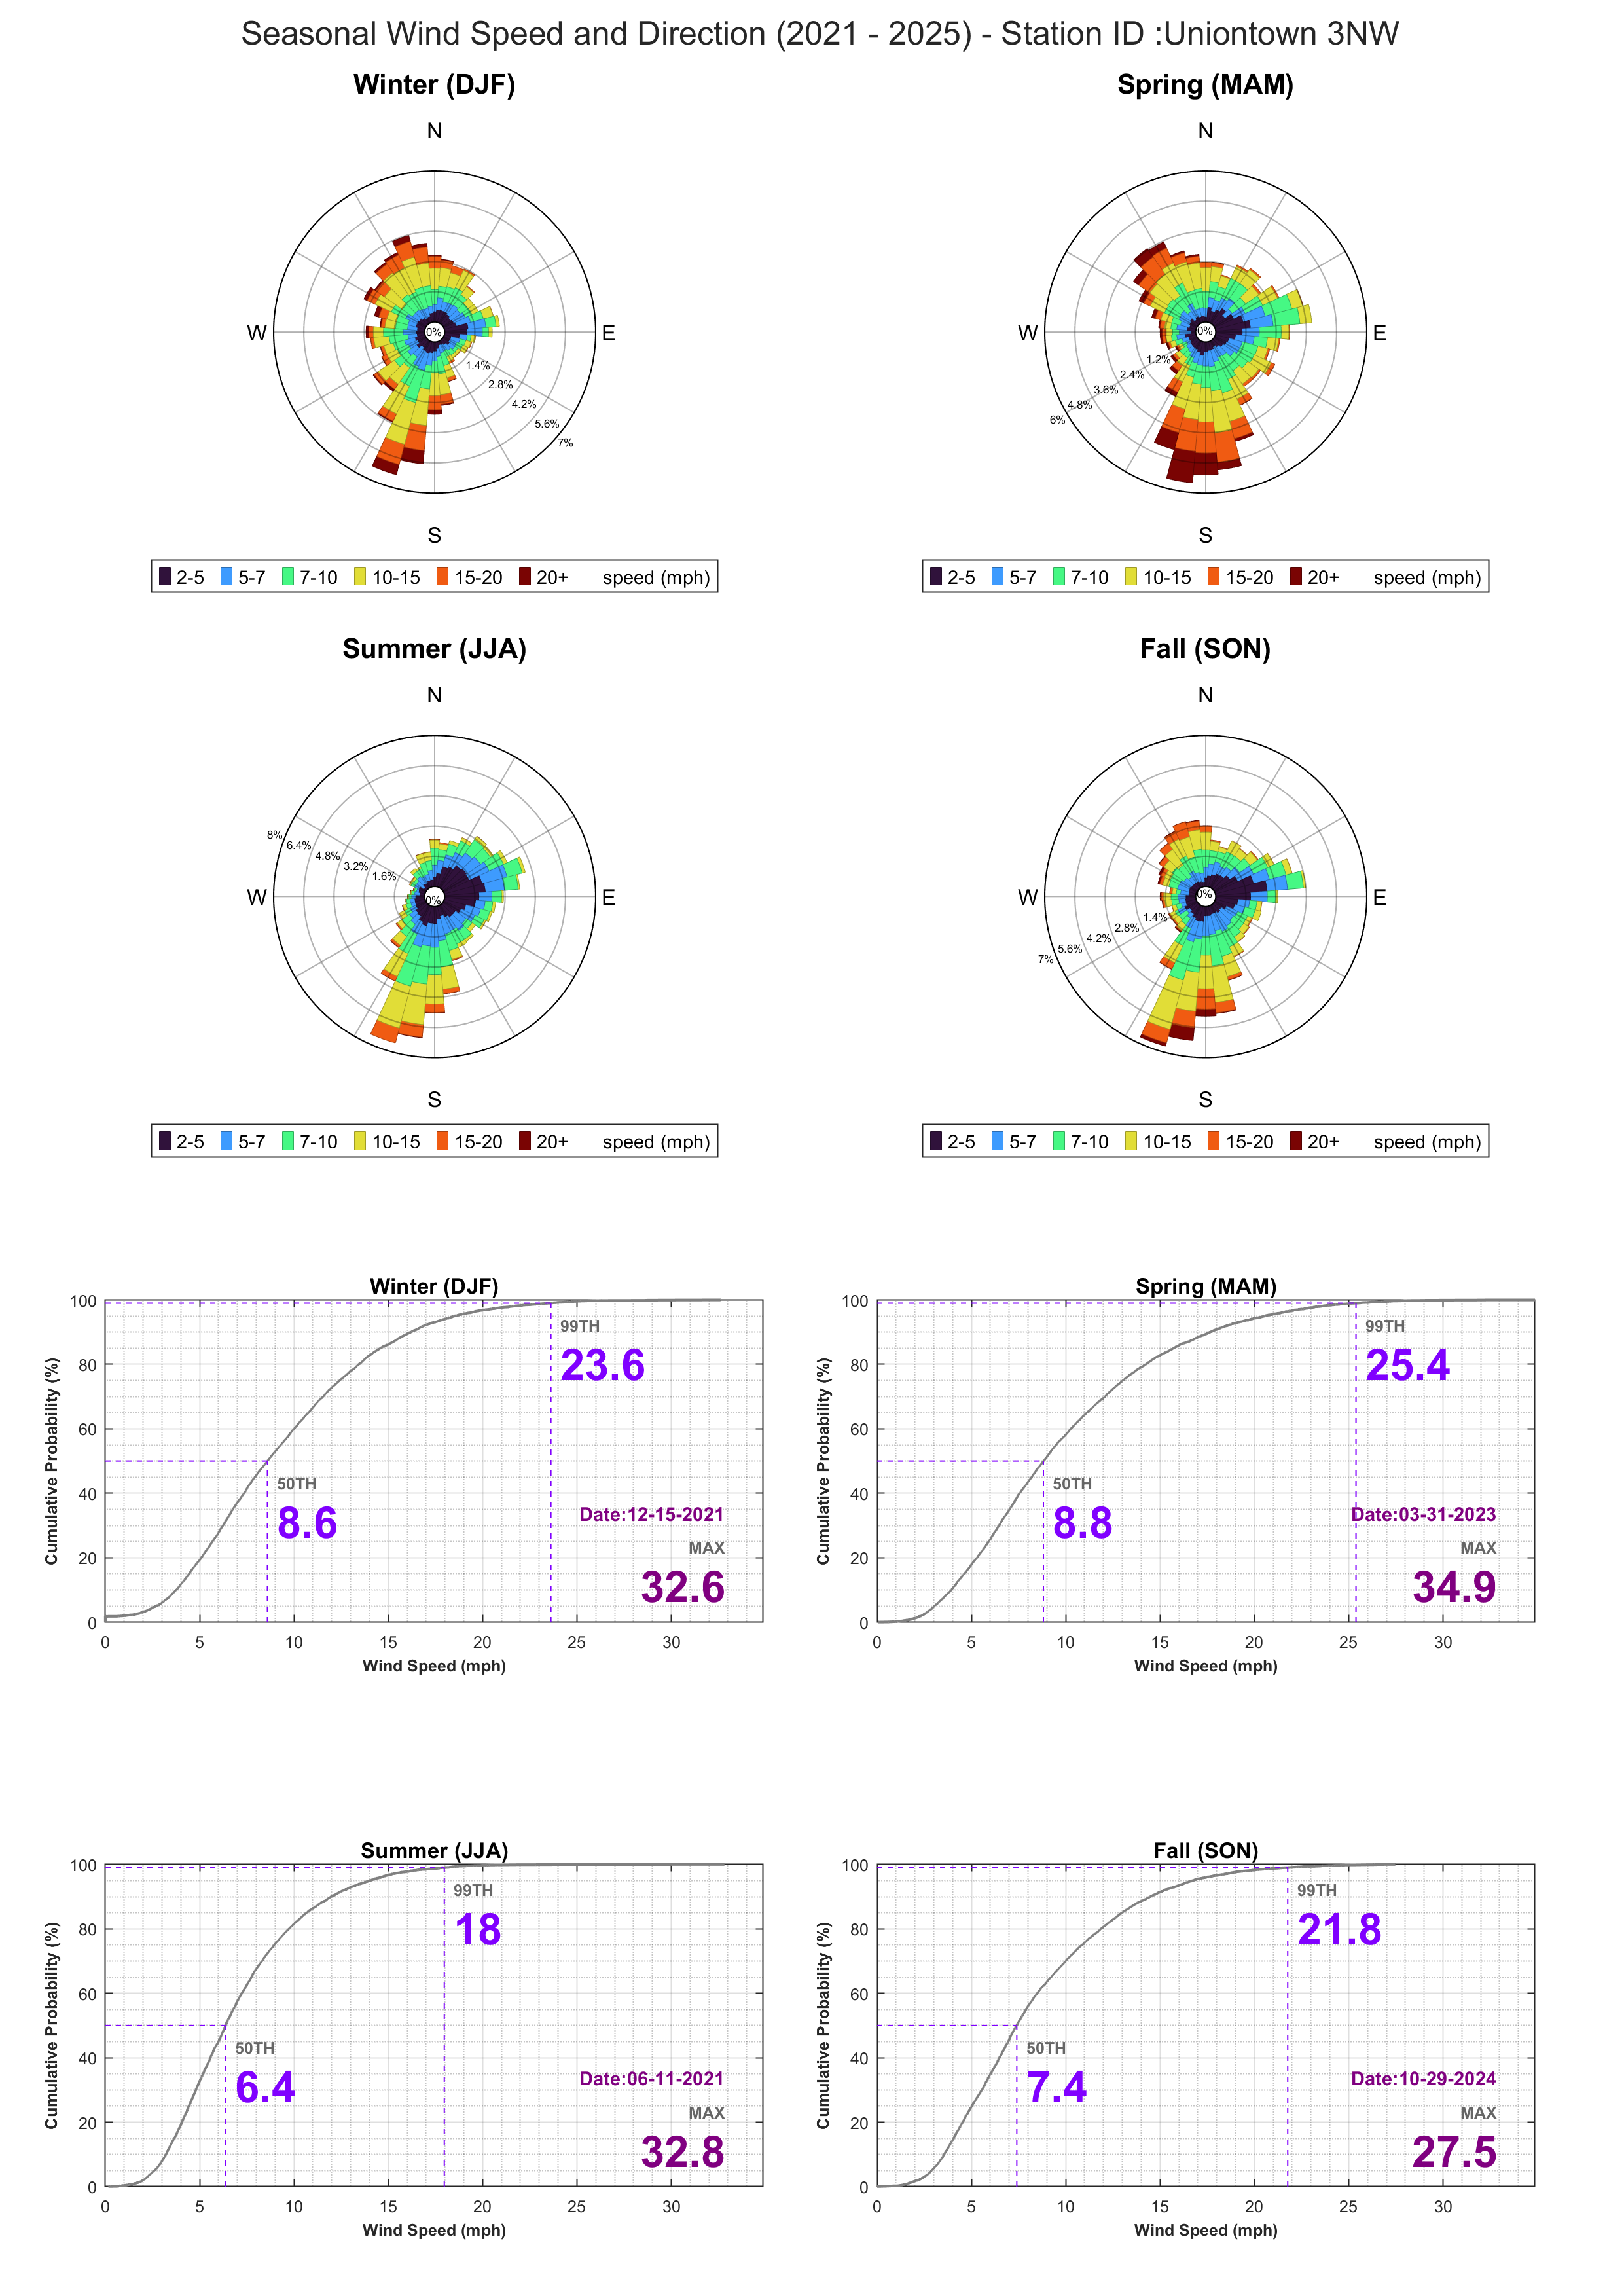 Seasonal Wind Speed and Direction (2021 - 2025) - Station ID :Uniontown 3NW
Winter (DJF)
N
W
E
0%
1.4%
2.8%
4.2%
5.6%
7%
S
2-5 5-7 7-10 10-15 15-20 20+ speed (mph)
Spring (MAM)
N
W
E
0%
1.2%
2.4%
3.6%
4.8%
6%
S
2-5 5-7 7-10 10-15 15-20 20+ speed (mph)
Summer (JJA)
N
8%
6.4%
4.8%
3.2%
1.6%
0%
W
E
S
2-5 5-7 7-10 10-15 15-20 20+ speed (mph)
Fall (SON)
N
W
E
0%
1.4%
2.8%
4.2%
5.6%
7%
S
2-5 5-7 7-10 10-15 15-20 20+ speed (mph)
Winter (DJF)
Cumulative Probability (%)
100
80
60
40
20
0
99TH
23.6
50TH
8.6
Date:12-15-2021
MAX
32.6
0 5 10 15 20 25 30
Wind Speed (mph)
Spring (MAM)
Cumulative Probability (%)
100
80
60
40
20
0
99TH
25.4
50TH
8.8
Date:03-31-2023
MAX
34.9
0 5 10 15 20 25 30
Wind Speed (mph)
Summer (JJA)
Cumulative Probability (%)
100
80
60
40
20
0
99TH
18
50TH
6.4
Date:06-11-2021
MAX
32.8
0 5 10 15 20 25 30
Wind Speed (mph)
Fall (SON)
Cumulative Probability (%)
100
80
60
40
20
0
99TH
21.8
50TH
7.4
Date:10-29-2024
MAX
27.5
0 5 10 15 20 25 30
Wind Speed (mph)